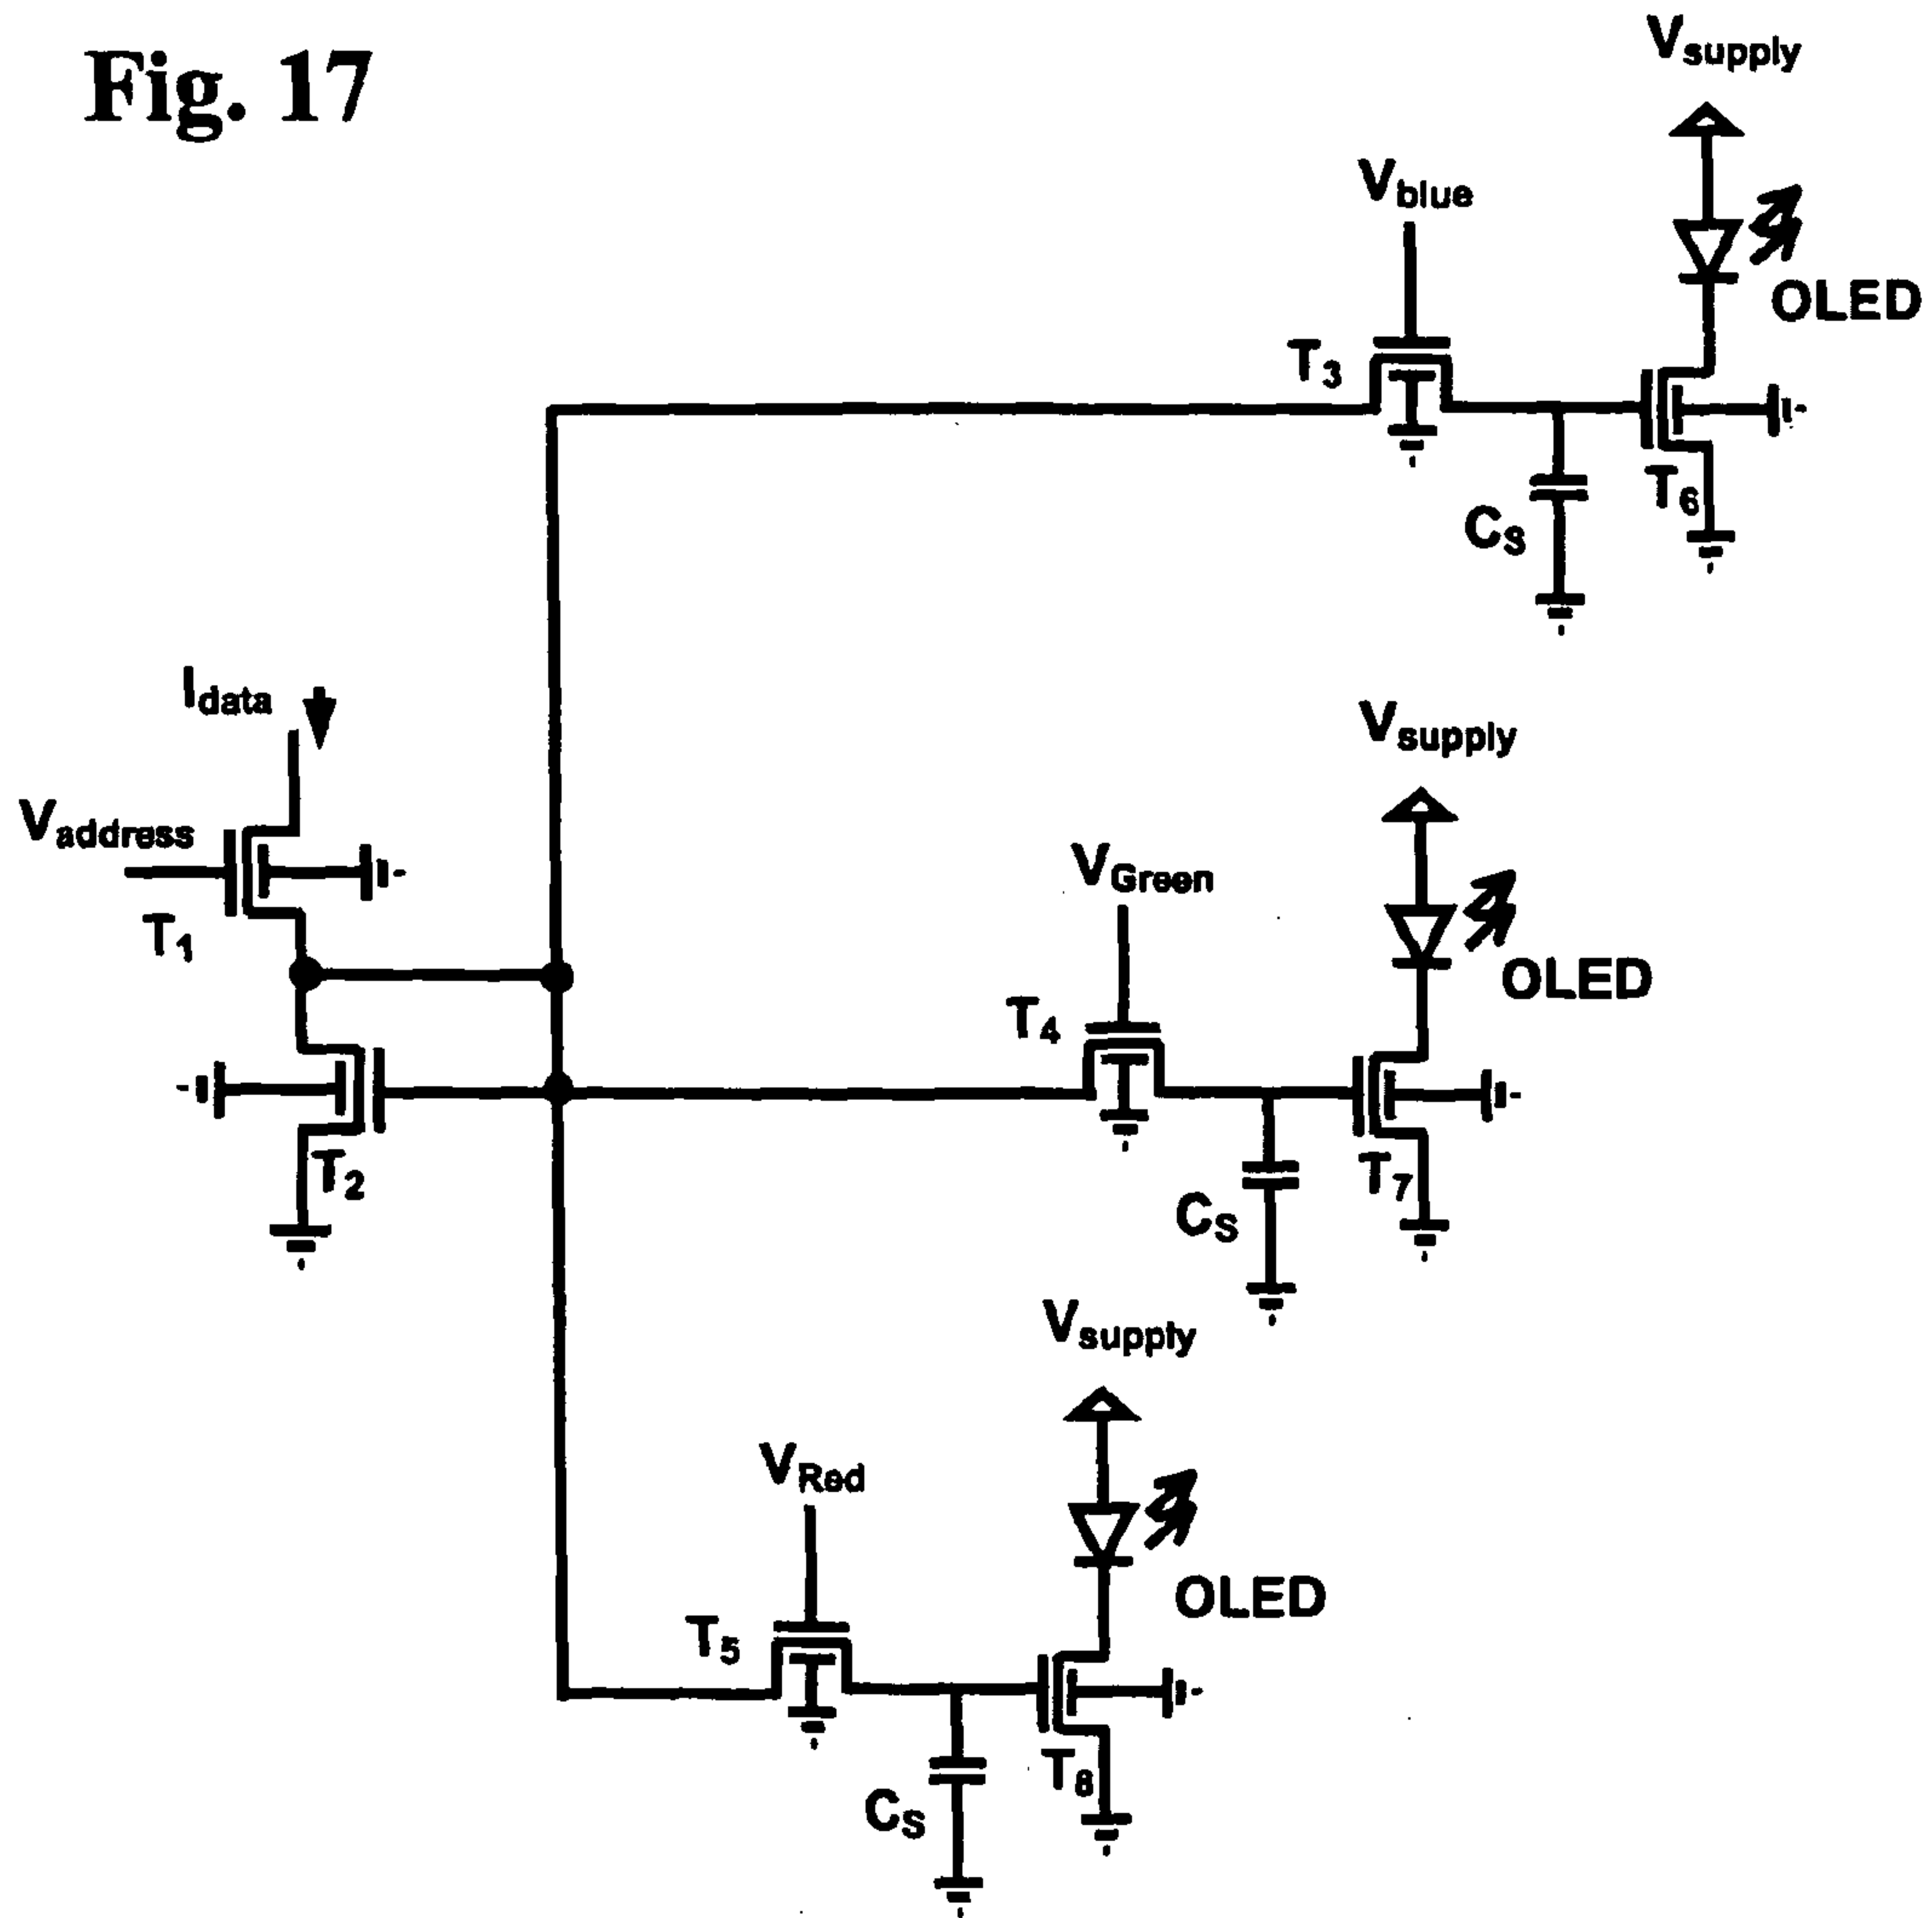 Fig. 17
Vsupply
Vblue
OLED
T3
T6
Cs
Idata
Vsupply
Vaddress
VGreen
T1
OLED
T4
T2
T7
Cs
Vsupply
VRed
OLED
T5
T8
Cs